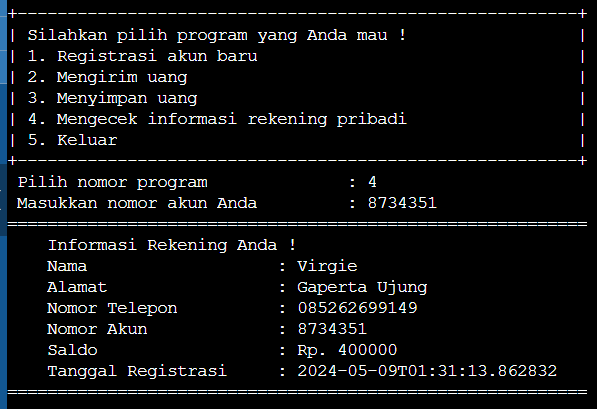 +--------------------------------------------------------+
| Silahkan pilih program yang Anda mau !                 |
| 1. Registrasi akun baru                                |
| 2. Mengirim uang                                       |
| 3. Menyimpan uang                                      |
| 4. Mengecek informasi rekening pribadi                 |
| 5. Keluar                                              |
+--------------------------------------------------------+
Pilih nomor program              : 4
Masukkan nomor akun Anda         : 8734351
==========================================================
Informasi Rekening Anda !
Nama                   : Virgie
Alamat                 : Gaperta Ujung
Nomor Telepon          : 085262699149
Nomor Akun             : 8734351
Saldo                  : Rp. 400000
Tanggal Registrasi     : 2024-05-09T01:31:13.862832
==========================================================